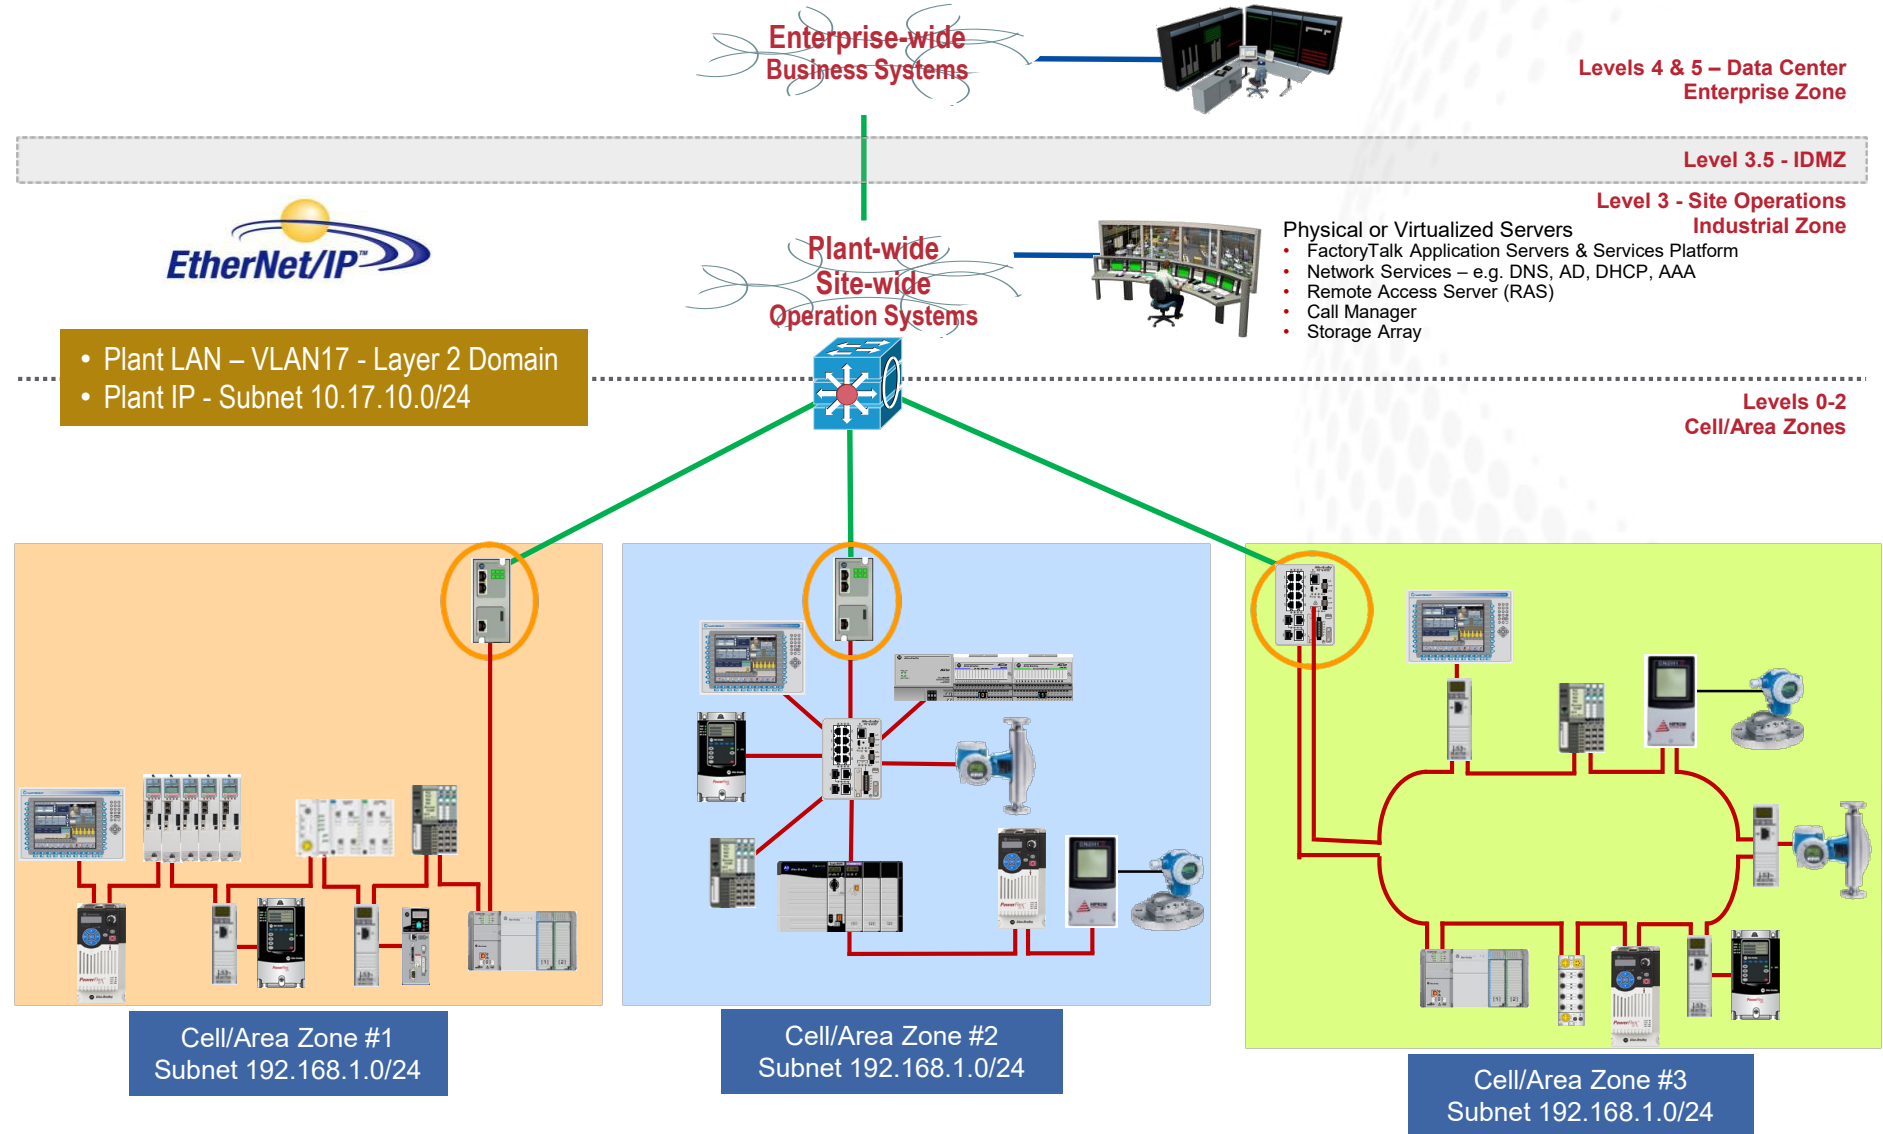 Enterprise-wide
Business Systems
Levels 4 & 5 – Data Center
Enterprise Zone
Level 3.5 - IDMZ
Level 3 - Site Operations
Industrial Zone
EtherNet/IP™
Plant-wide
Site-wide
Operation Systems
Physical or Virtualized Servers
• FactoryTalk Application Servers & Services Platform
• Network Services – e.g. DNS, AD, DHCP, AAA
• Remote Access Server (RAS)
• Call Manager
• Storage Array
• Plant LAN – VLAN17 - Layer 2 Domain
• Plant IP - Subnet 10.17.10.0/24
Levels 0-2
Cell/Area Zones
Cell/Area Zone #1
Subnet 192.168.1.0/24
Cell/Area Zone #2
Subnet 192.168.1.0/24
Cell/Area Zone #3
Subnet 192.168.1.0/24